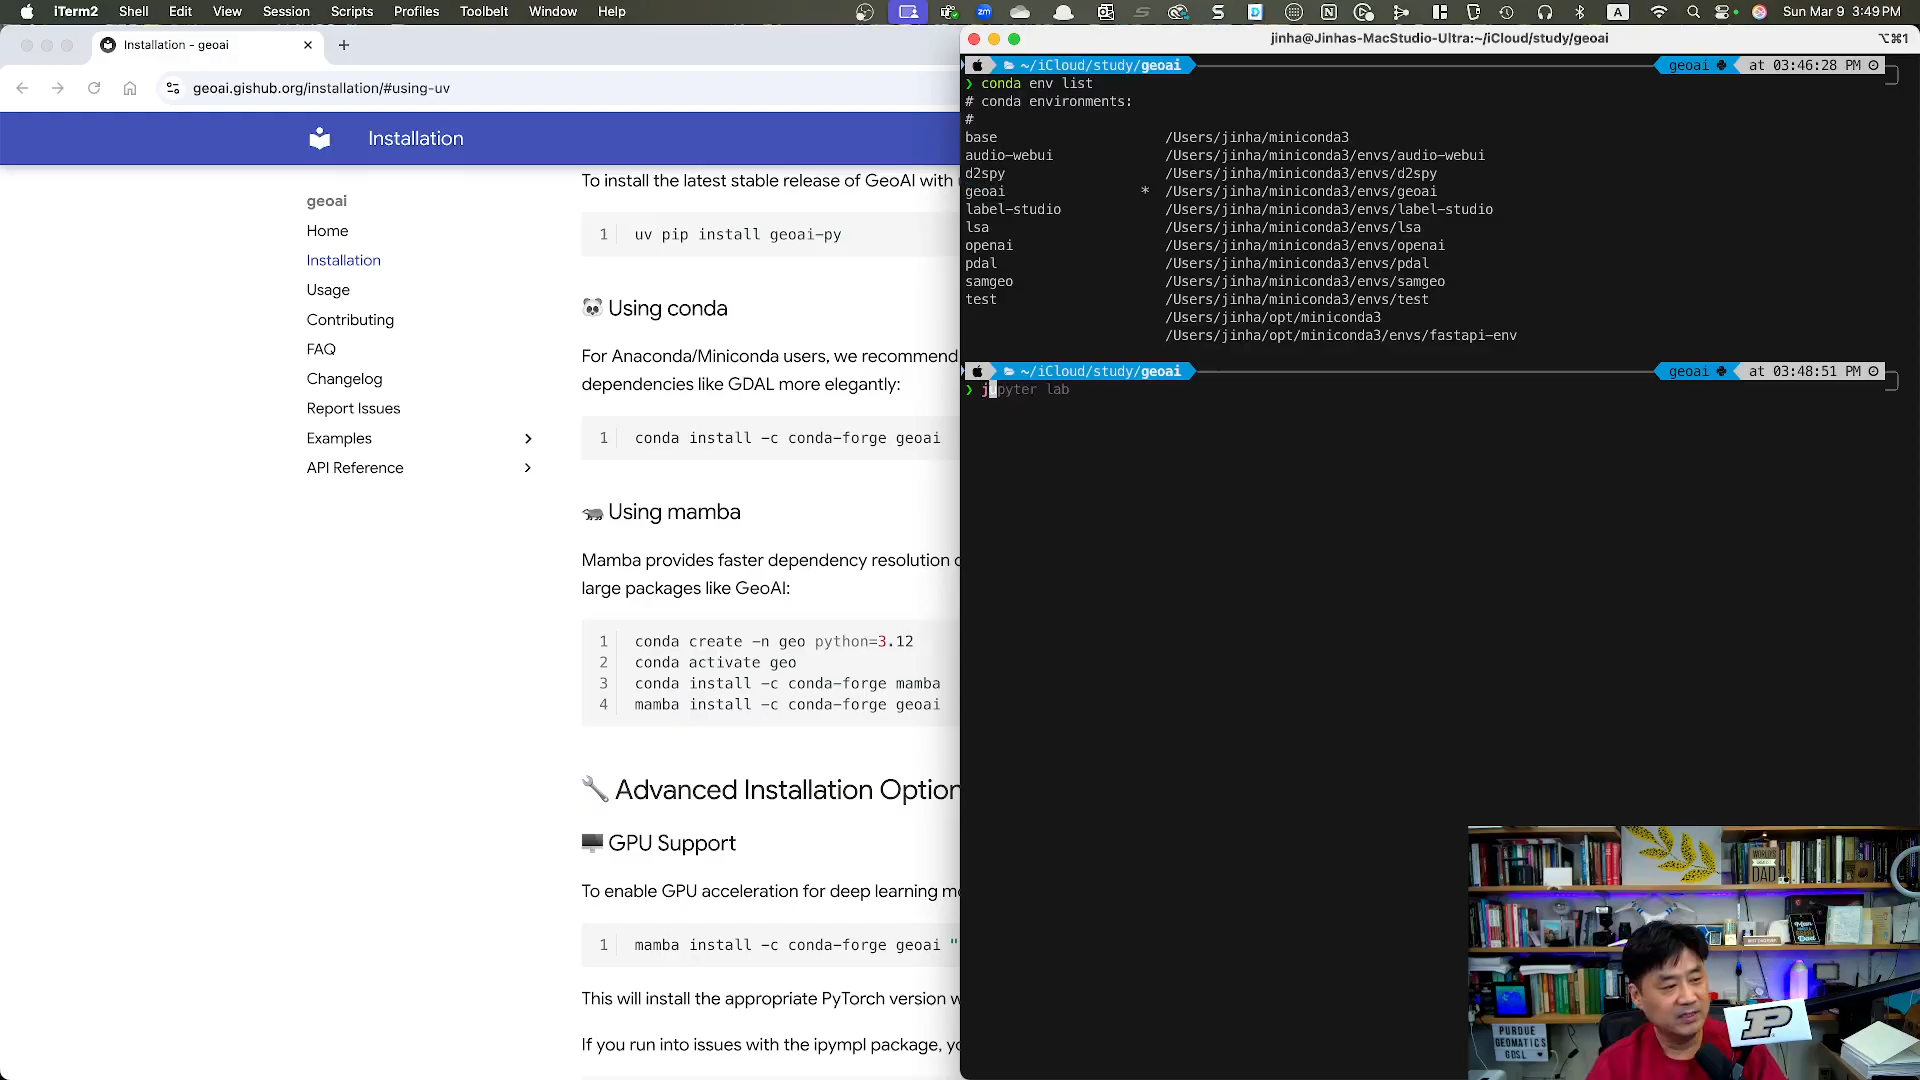 iTerm2 Shell Edit View Session Scripts Profiles Toolbelt Window Help
Sun Mar 9 3:49 PM
Installation - geoai
geoai.gishub.org/installation/#using-uv
Installation
geoai
Home
Installation
Usage
Contributing
FAQ
Changelog
Report Issues
Examples
API Reference
To install the latest stable release of GeoAI with
1 uv pip install geoai-py
Using conda
For Anaconda/Miniconda users, we recommend
dependencies like GDAL more elegantly:
1 conda install -c conda-forge geoai
Using mamba
Mamba provides faster dependency resolution
large packages like GeoAI:
1 conda create -n geo python=3.12
2 conda activate geo
3 conda install -c conda-forge mamba
4 mamba install -c conda-forge geoai
Advanced Installation Option
GPU Support
To enable GPU acceleration for deep learning
1 mamba install -c conda-forge geoai "
This will install the appropriate PyTorch version
If you run into issues with the ipympl package,
jinha@Jinhas-MacStudio-Ultra:~/iCloud/study/geoai
⌥⌘1
~/iCloud/study/geoai geoai at 03:46:28 PM
❯ conda env list
# conda environments:
#
base /Users/jinha/miniconda3
audio-webui /Users/jinha/miniconda3/envs/audio-webui
d2spy /Users/jinha/miniconda3/envs/d2spy
geoai * /Users/jinha/miniconda3/envs/geoai
label-studio /Users/jinha/miniconda3/envs/label-studio
lsa /Users/jinha/miniconda3/envs/lsa
openai /Users/jinha/miniconda3/envs/openai
pdal /Users/jinha/miniconda3/envs/pdal
samgeo /Users/jinha/miniconda3/envs/samgeo
test /Users/jinha/miniconda3/envs/test
/Users/jinha/opt/miniconda3
/Users/jinha/opt/miniconda3/envs/fastapi-env
~/iCloud/study/geoai geoai at 03:48:51 PM
❯ jupyter lab
WORLD'S
DAD
PURDUE
GEOMATICS
GDSL
P